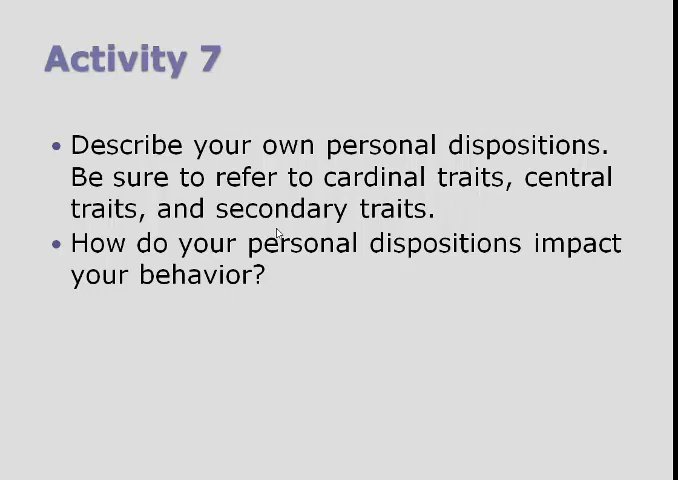 Activity 7
• Describe your own personal dispositions.
Be sure to refer to cardinal traits, central
traits, and secondary traits.
• How do your personal dispositions impact
your behavior?